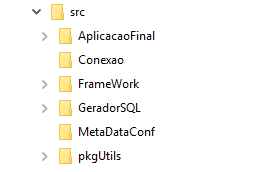 src
AplicacaoFinal
Conexao
FrameWork
GeradorSQL
MetaDataConf
pkgUtils